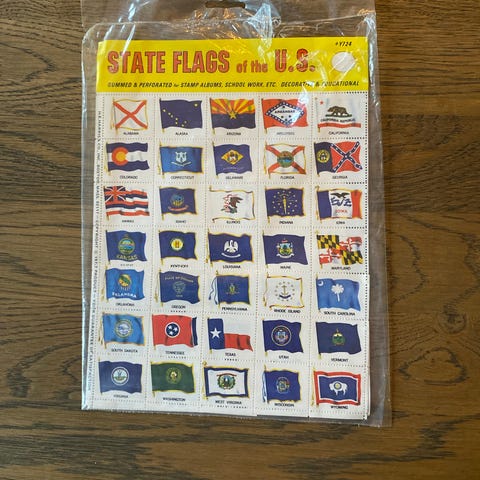 STATE FLAGS of the U.S.
#9724
GUMMED & PERFORATED for STAMP ALBUMS, SCHOOL WORK, ETC. DECORATIVE & EDUCATIONAL
ALABAMA ALASKA ARIZONA ARKANSAS CALIFORNIA
COLORADO CONNECTICUT DELAWARE FLORIDA GEORGIA
HAWAII IDAHO ILLINOIS INDIANA IOWA
KANSAS KENTUCKY LOUISIANA MAINE MARYLAND
OKLAHOMA OREGON PENNSYLVANIA RHODE ISLAND SOUTH CAROLINA
SOUTH DAKOTA TENNESSEE TEXAS UTAH VERMONT
VIRGINIA WASHINGTON WEST VIRGINIA WISCONSIN WYOMING